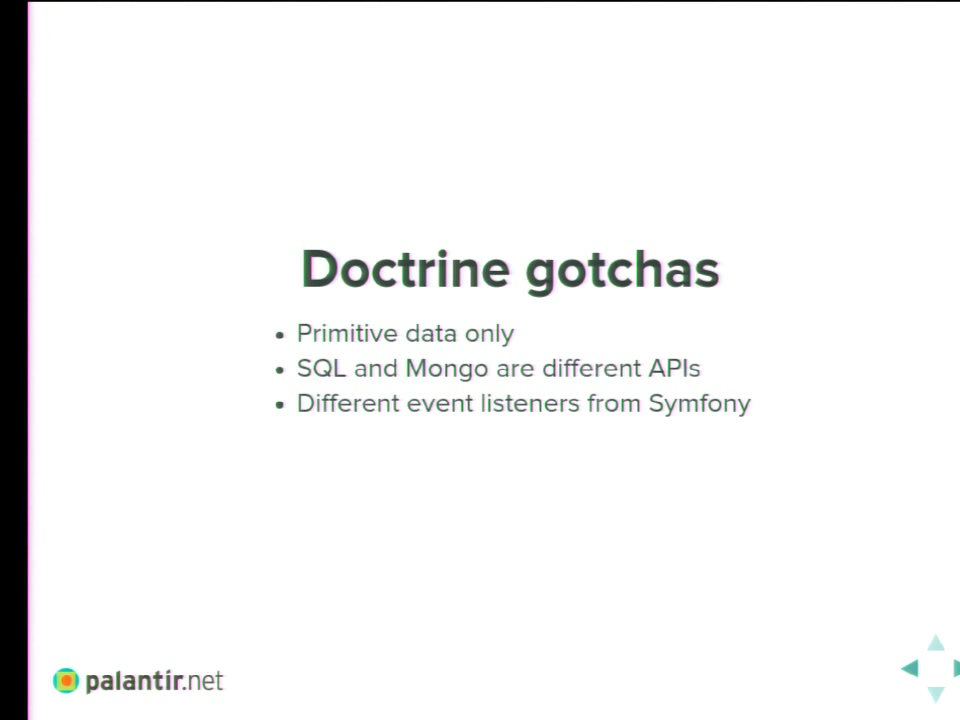 Doctrine gotchas
• Primitive data only
• SQL and Mongo are different APIs
• Different event listeners from Symfony
palantir.net